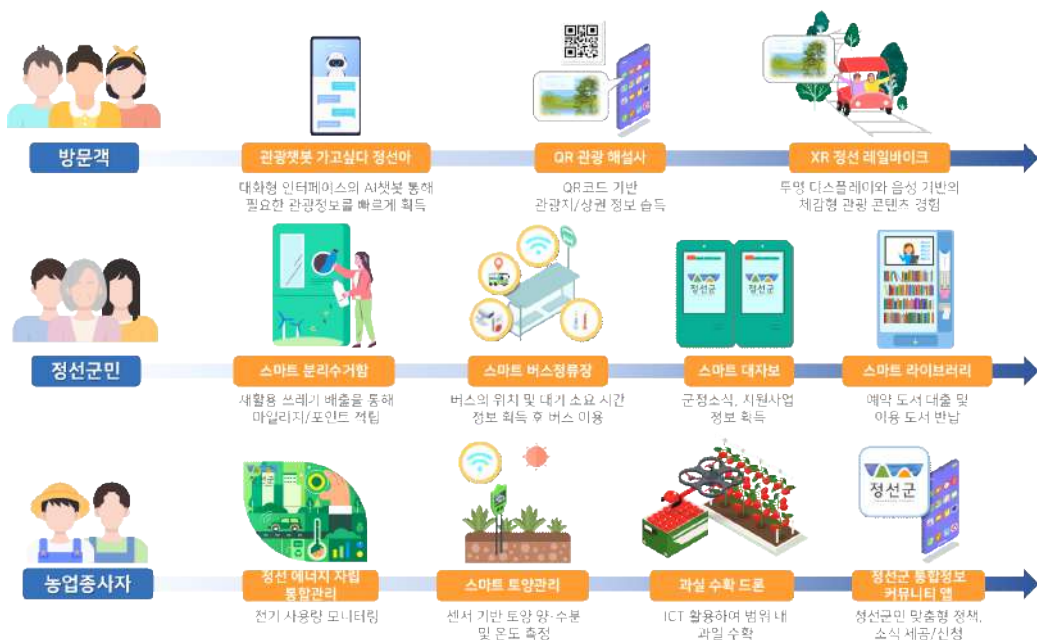 방문객
관광챗봇 가고싶다 정선아
QR 관광 해설사
XR 정선 레일바이크
대화형 인터페이스의 AI챗봇 통해
필요한 관광정보를 빠르게 획득
QR코드 기반
관광지/상권 정보 습득
투명 디스플레이와 음성 기반의
체감형 관광 콘텐츠 경험
정선군
정선군
정선군민
스마트 분리수거함
스마트 버스정류장
스마트 대자보
스마트 라이브러리
재활용 쓰레기 배출을 통해
마일리지/포인트 적립
버스의 위치 및 대기 소요 시간
정보 획득 후 버스 이용
군정소식, 지원사업
정보 획득
예약 도서 대출 및
이용 도서 반납
정선군
정선군
농업종사자
정선 에너지 자립
통합관리
스마트 토양관리
과실 수확 드론
정선군 통합정보
커뮤니티 앱
전기 사용량 모니터링
센서 기반 토양 양·수분
및 온도 측정
ICT 활용하여 범위 내
과일 수확
정선군민 맞춤형 정책,
소식 제공/신청